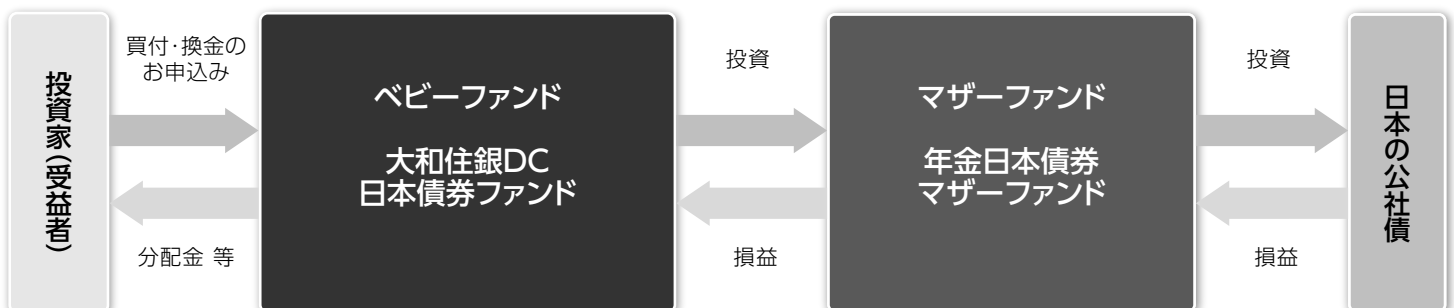 投資家（受益者）
買付・換金の
お申込み
分配金 等
ベビーファンド
大和住銀DC
日本債券ファンド
投資
損益
マザーファンド
年金日本債券
マザーファンド
投資
損益
日本の公社債